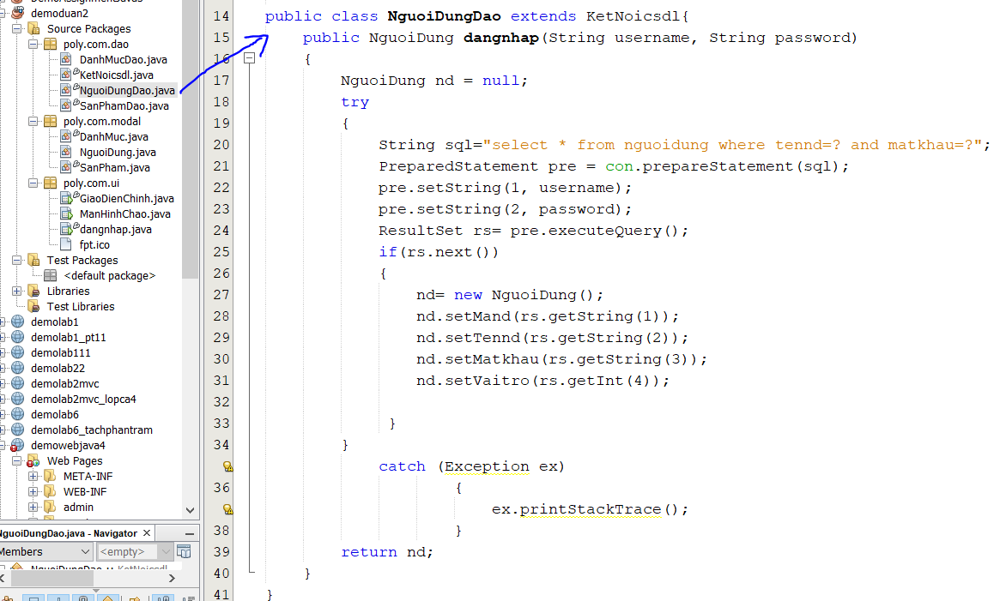 demoduan2
Source Packages
poly.com.dao
DanhMucDao.java
KetNoicsdl.java
NguoiDungDao.java
SanPhamDao.java
poly.com.modal
DanhMuc.java
NguoiDung.java
SanPham.java
poly.com.ui
GiaoDienChinh.java
ManHinhChao.java
dangnhap.java
fpt.ico
Test Packages
<default package>
Libraries
Test Libraries
demolab1
demolab1_pt11
demolab111
demolab22
demolab2mvc
demolab2mvc_lopca4
demolab6
demolab6_tachphantram
demowebjava4
Web Pages
META-INF
WEB-INF
admin
NguoiDungDao.java - Navigator
Members
<empty>
14 public class NguoiDungDao extends KetNoicsdl{
15 public NguoiDung dangnhap(String username, String password)
16 {
17 NguoiDung nd = null;
18 try
19 {
20 String sql="select * from nguoidung where tennd=? and matkhau=?";
21 PreparedStatement pre = con.prepareStatement(sql);
22 pre.setString(1, username);
23 pre.setString(2, password);
24 ResultSet rs= pre.executeQuery();
25 if(rs.next())
26 {
27 nd= new NguoiDung();
28 nd.setMand(rs.getString(1));
29 nd.setTennd(rs.getString(2));
30 nd.setMatkhau(rs.getString(3));
31 nd.setVaitro(rs.getInt(4));
32
33 }
34 }
catch (Exception ex)
36 {
ex.printStackTrace();
38 }
39 return nd;
40 }
41 }